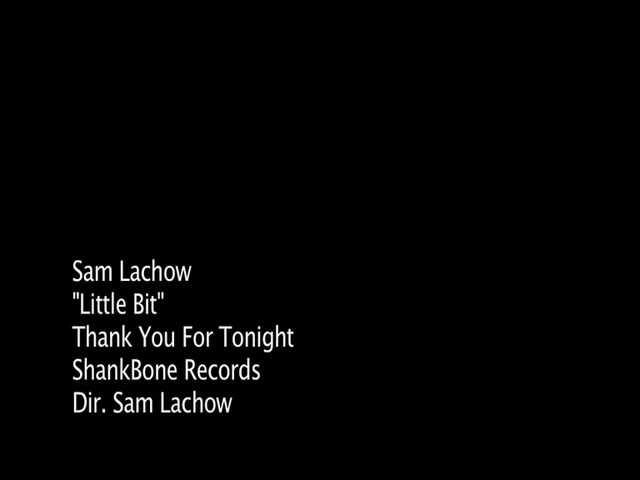 Sam Lachow
"Little Bit"
Thank You For Tonight
ShankBone Records
Dir. Sam Lachow